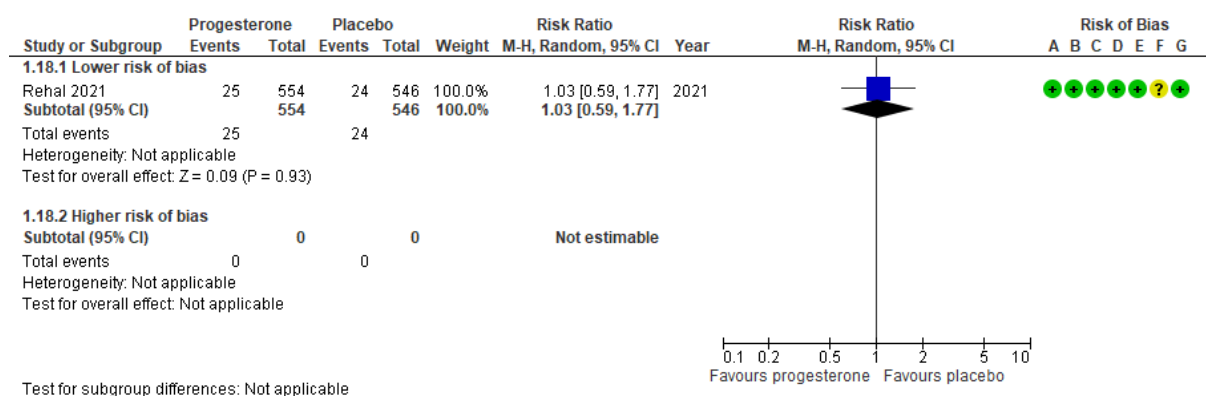 Progesterone Placebo Risk Ratio Risk Ratio Risk of Bias
Study or Subgroup Events Total Events Total Weight M-H, Random, 95% CI Year M-H, Random, 95% CI A B C D E F G
1.18.1 Lower risk of bias
Rehal 2021 25 554 24 546 100.0% 1.03 [0.59, 1.77] 2021 + + + + + ? +
Subtotal (95% CI) 554 546 100.0% 1.03 [0.59, 1.77]
Total events 25 24
Heterogeneity: Not applicable
Test for overall effect: Z = 0.09 (P = 0.93)
1.18.2 Higher risk of bias
Subtotal (95% CI) 0 0 Not estimable
Total events 0 0
Heterogeneity: Not applicable
Test for overall effect: Not applicable
0.1 0.2 0.5 1 2 5 10
Favours progesterone Favours placebo
Test for subgroup differences: Not applicable